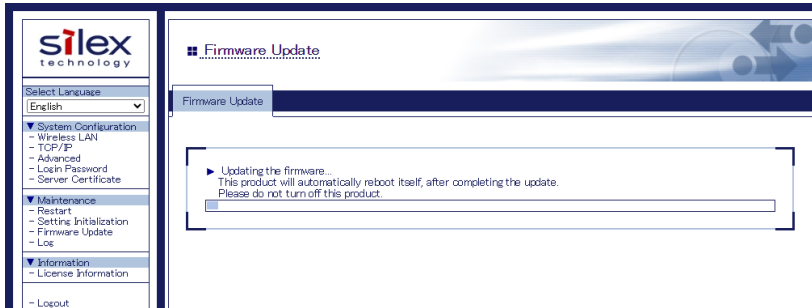 silex
technology
Select Language
English
▼ System Configuration
- Wireless LAN
- TCP/IP
- Advanced
- Login Password
- Server Certificate
▼ Maintenance
- Restart
- Setting Initialization
- Firmware Update
- Log
▼ Information
- License Information
- Logout
Firmware Update
Firmware Update
► Updating the firmware...
This product will automatically reboot itself, after completing the update.
Please do not turn off this product.